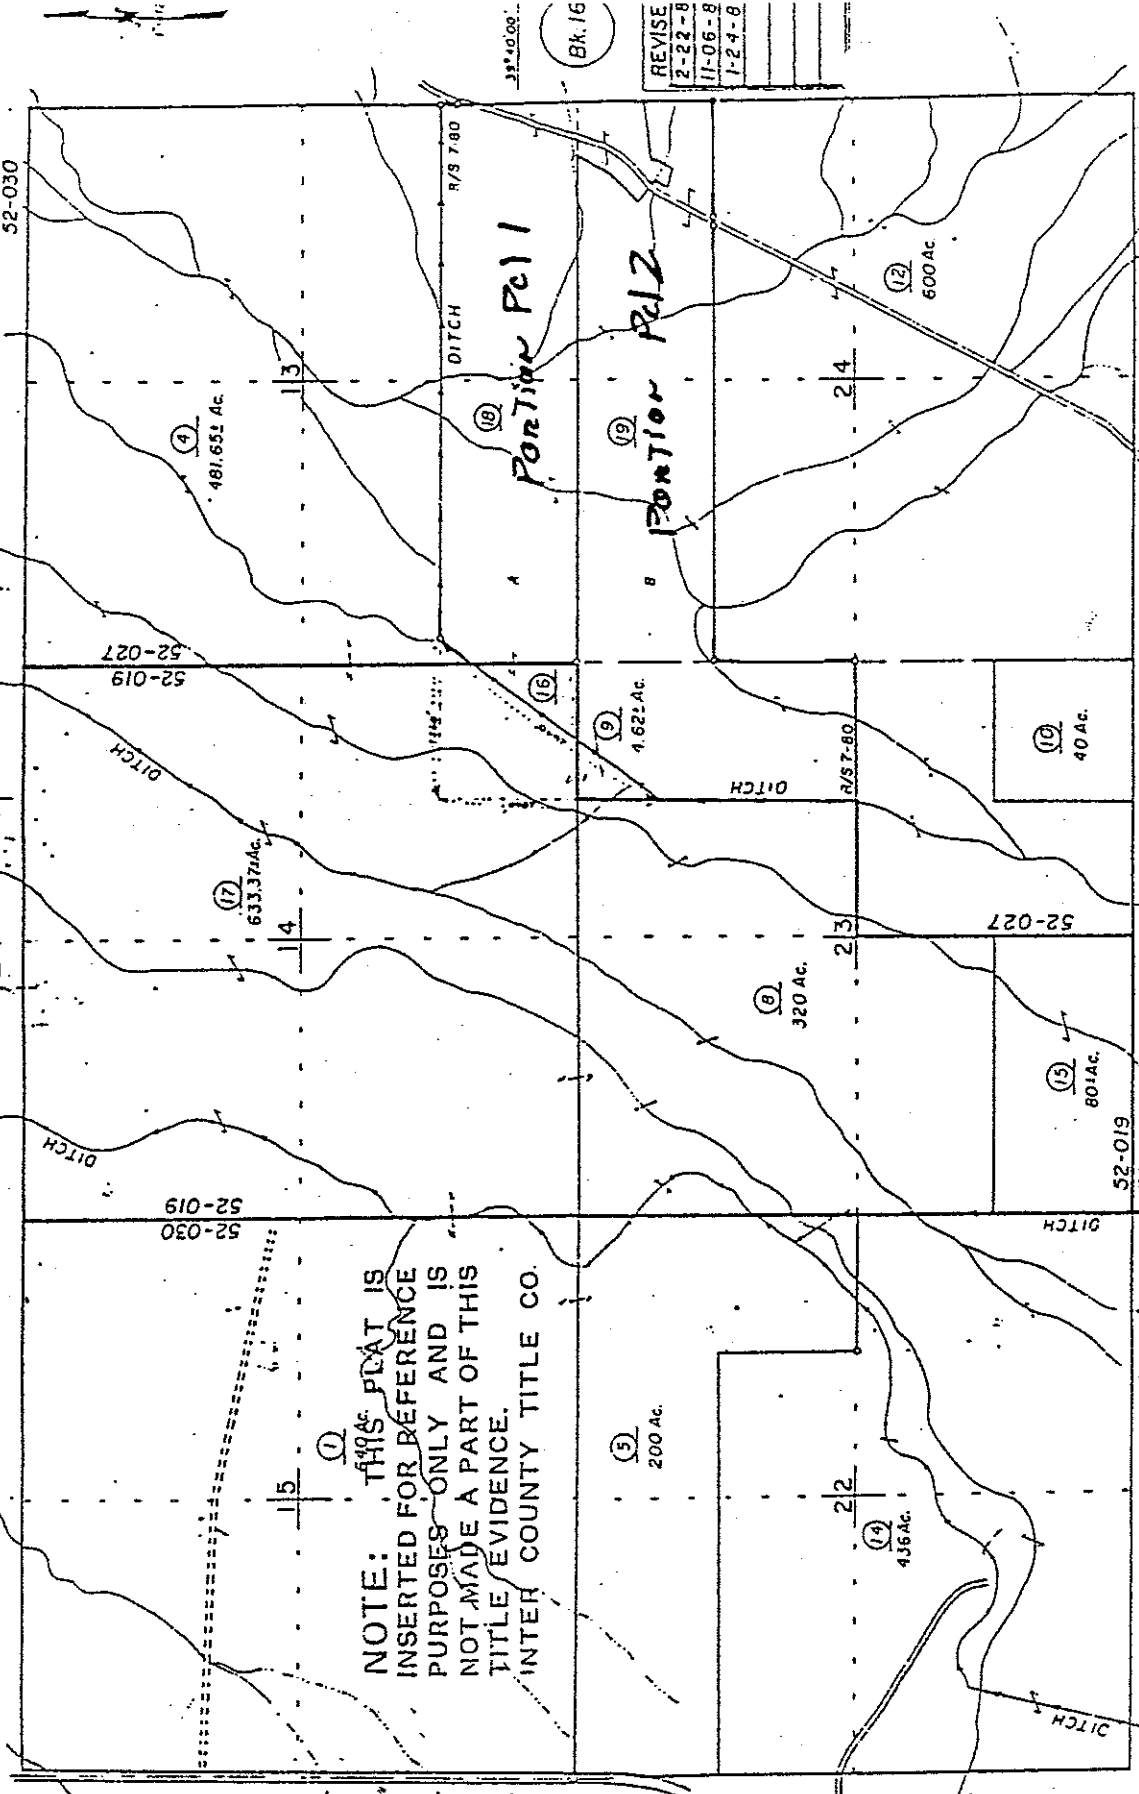 39°40'00"
Bk.16
REVISE
2-22-8
11-06-8
1-24-8
52-030
R/S 7-80
DITCH
13
4
481.65± Ac.
18
Portion Pcl 1
A
19
Portion Pcl 2
B
12
600 Ac.
24
52-027
52-019
DITCH
16
9
4.62± Ac.
DITCH
R/S 7-80
10
40 Ac.
17
633.37± Ac.
14
23
52-027
8
320 Ac.
15
80± Ac.
52-019
DITCH
52-019
52-030
DITCH
1
640 Ac.
15
NOTE: THIS PLAT IS
INSERTED FOR REFERENCE
PURPOSES ONLY AND IS
NOT MADE A PART OF THIS
TITLE EVIDENCE.
INTER COUNTY TITLE CO.
5
200 Ac.
22
14
436 Ac.
DITCH